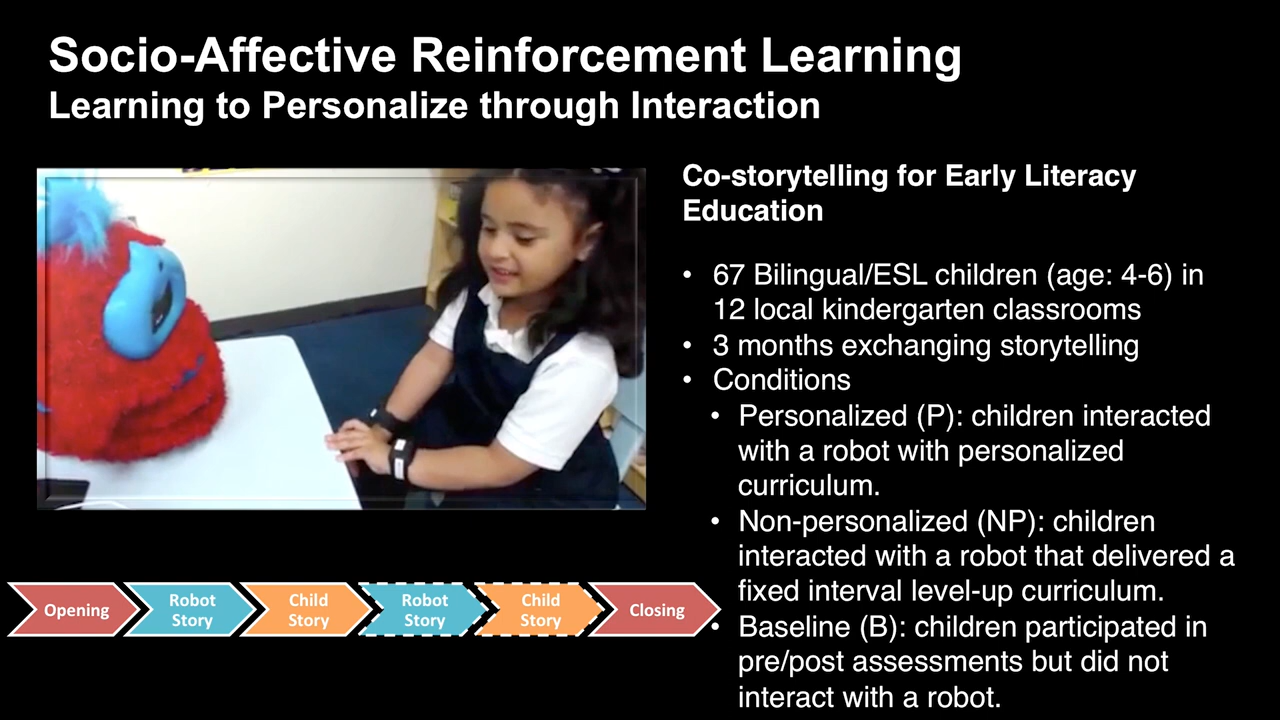 Socio-Affective Reinforcement Learning
Learning to Personalize through Interaction
Co-storytelling for Early Literacy
Education
• 67 Bilingual/ESL children (age: 4-6) in
12 local kindergarten classrooms
• 3 months exchanging storytelling
• Conditions
• Personalized (P): children interacted
with a robot with personalized
curriculum.
• Non-personalized (NP): children
interacted with a robot that delivered a
fixed interval level-up curriculum.
• Baseline (B): children participated in
pre/post assessments but did not
interact with a robot.
Opening
Robot
Story
Child
Story
Robot
Story
Child
Story
Closing